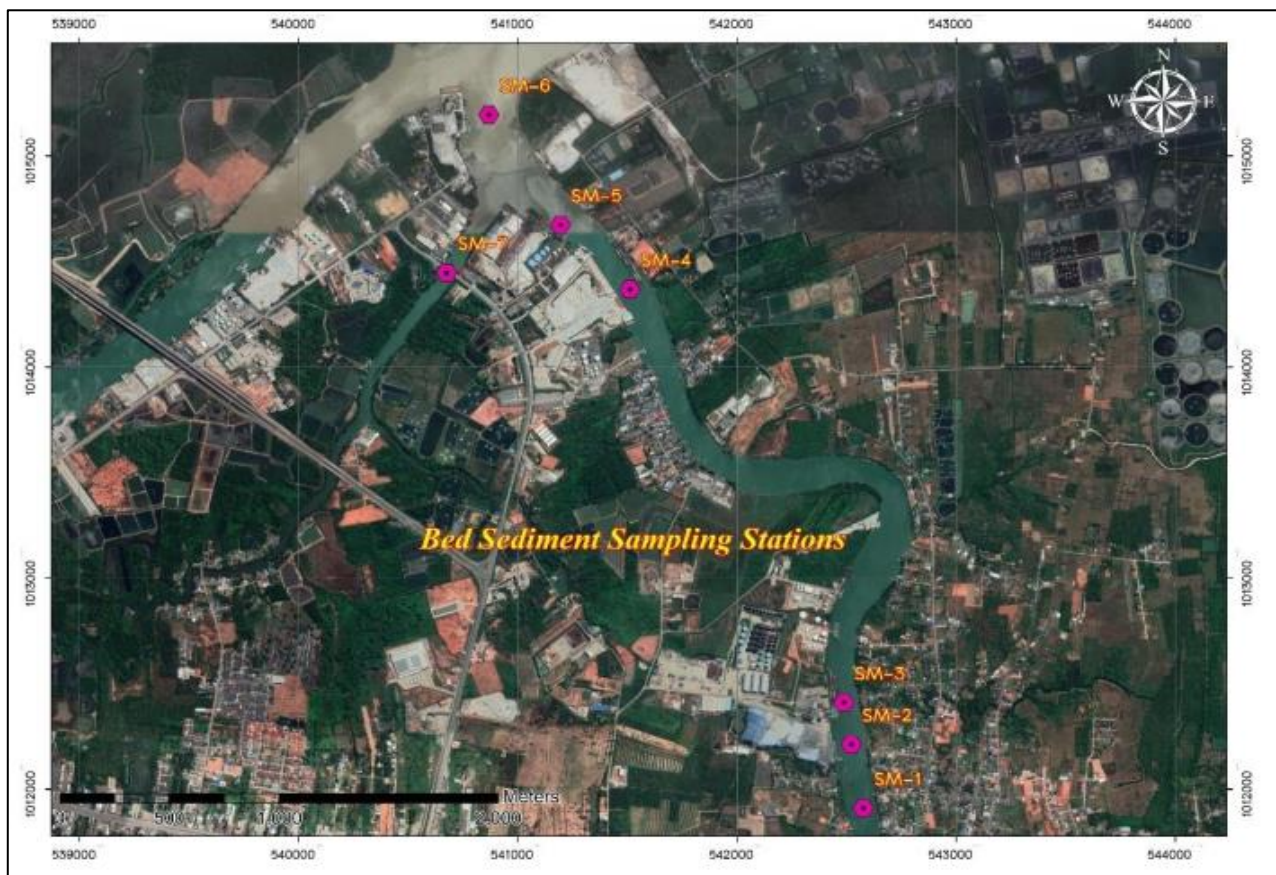 539000 540000 541000 542000 543000 544000
N
W E
S
SM-6
1015000 1015000
SM-5
SM-7
SM-4
1014000 1014000
Bed Sediment Sampling Stations
1013000 1013000
SM-3
SM-2
SM-1
1012000 1012000
Meters
0 500 1,000 2,000
539000 540000 541000 542000 543000 544000